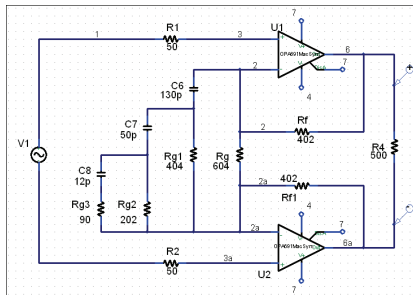 7
R1
U1
1
50
3
6
OPA691MacSym
C6
2
7
130p
4
C7
50p
2
Rf
402
V1
C8
12p
Rg1
404
Rg
604
R4
500
402
2a
Rf1
Rg3
90
Rg2
202
4
7
2a
R2
50
3a
OPA691MacSym
6a
U2
7